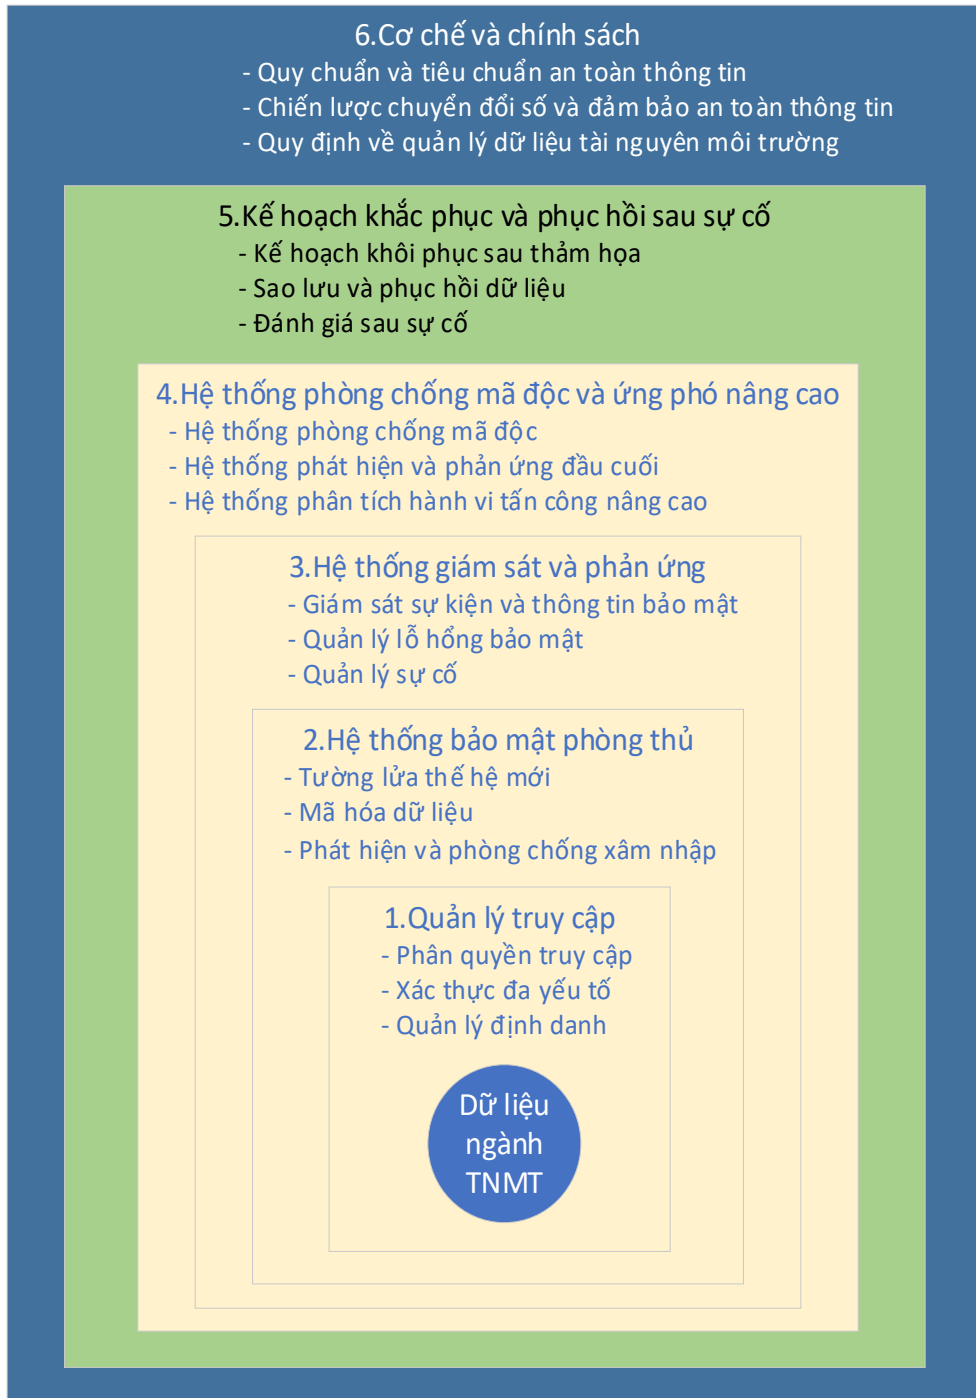 6.Cơ chế và chính sách
- Quy chuẩn và tiêu chuẩn an toàn thông tin
- Chiến lược chuyển đổi số và đảm bảo an toàn thông tin
- Quy định về quản lý dữ liệu tài nguyên môi trường
5.Kế hoạch khắc phục và phục hồi sau sự cố
- Kế hoạch khôi phục sau thảm họa
- Sao lưu và phục hồi dữ liệu
- Đánh giá sau sự cố
4.Hệ thống phòng chống mã độc và ứng phó nâng cao
- Hệ thống phòng chống mã độc
- Hệ thống phát hiện và phản ứng đầu cuối
- Hệ thống phân tích hành vi tấn công nâng cao
3.Hệ thống giám sát và phản ứng
- Giám sát sự kiện và thông tin bảo mật
- Quản lý lỗ hổng bảo mật
- Quản lý sự cố
2.Hệ thống bảo mật phòng thủ
- Tường lửa thế hệ mới
- Mã hóa dữ liệu
- Phát hiện và phòng chống xâm nhập
1.Quản lý truy cập
- Phân quyền truy cập
- Xác thực đa yếu tố
- Quản lý định danh
Dữ liệu
ngành
TNMT